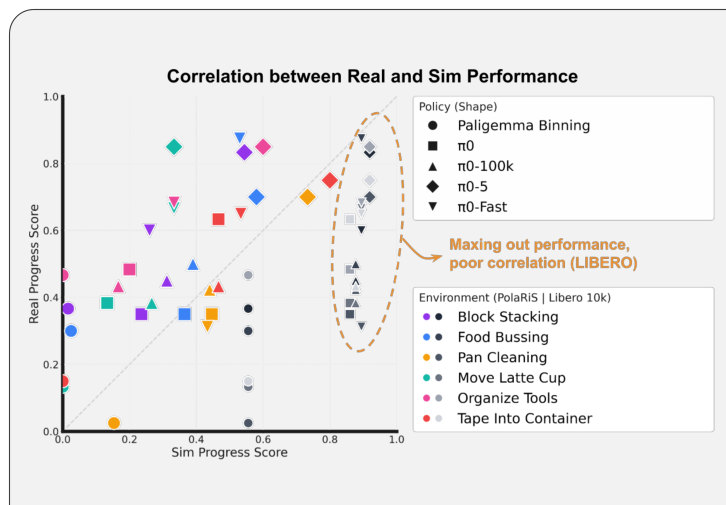 Correlation between Real and Sim Performance
1.0
0.8
0.6
0.4
0.2
0.0
Real Progress Score
0.0
0.2
0.4
0.6
0.8
1.0
Sim Progress Score
Policy (Shape)
Paligemma Binning
π0
π0-100k
π0-5
π0-Fast
Maxing out performance,
poor correlation (LIBERO)
Environment (PolaRiS | Libero 10k)
Block Stacking
Food Bussing
Pan Cleaning
Move Latte Cup
Organize Tools
Tape Into Container